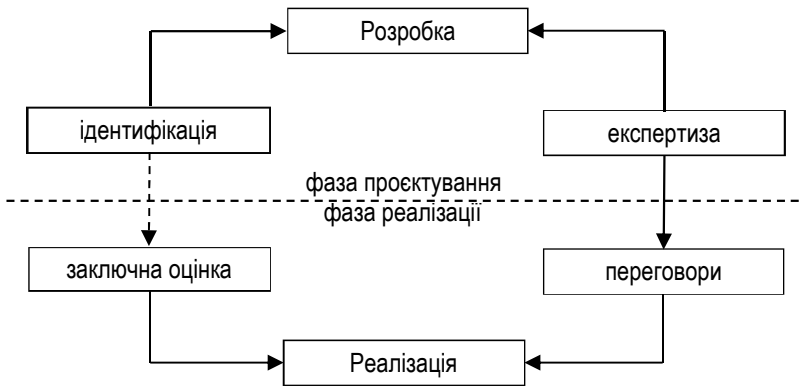 Розробка
ідентифікація
експертиза
фаза проєктування
фаза реалізації
заключна оцінка
переговори
Реалізація